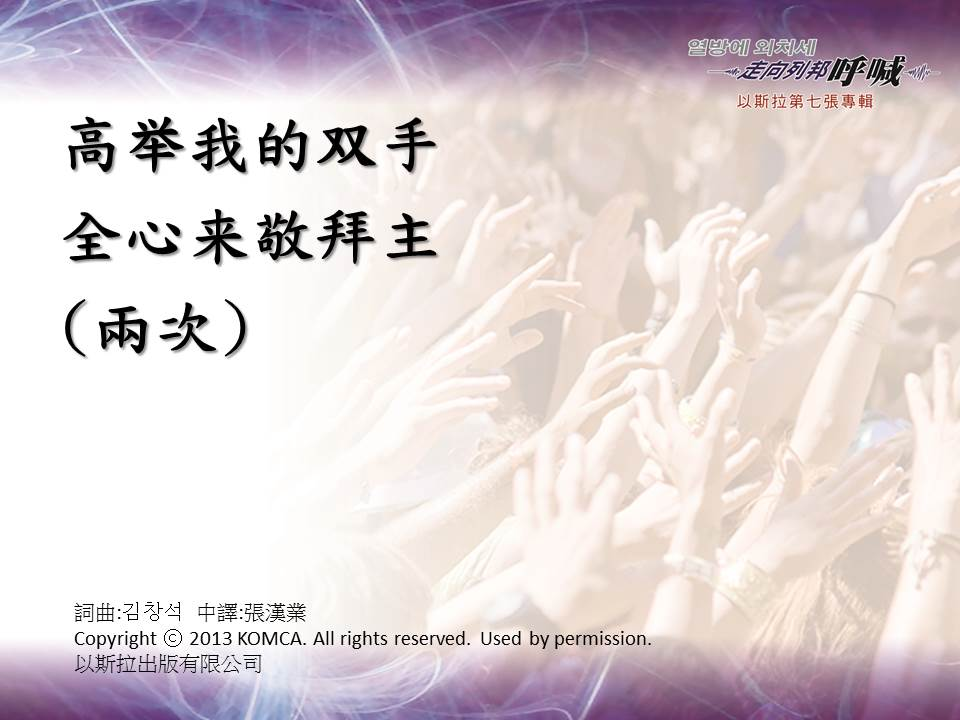 열방에 외치세
走向列邦呼喊
以斯拉第七張專輯
高举我的双手
全心来敬拜主
(兩次)
詞曲:김창석 中譯:張漢業
Copyright ⓒ 2013 KOMCA. All rights reserved. Used by permission.
以斯拉出版有限公司